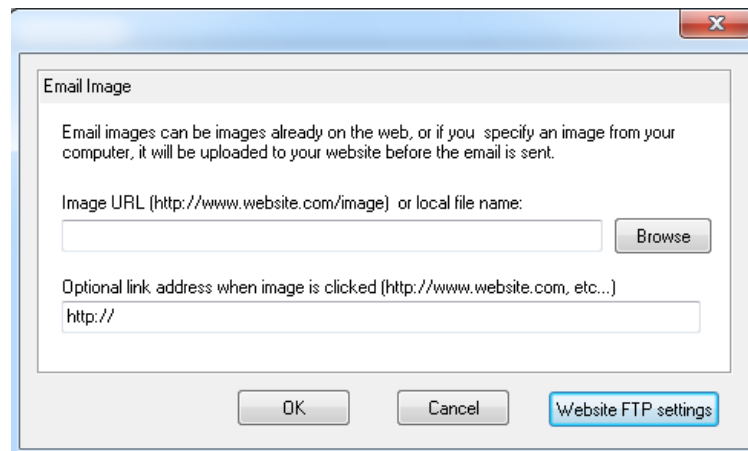 Email Image
Email images can be images already on the web, or if you specify an image from your
computer, it will be uploaded to your website before the email is sent.
Image URL (http://www.website.com/image) or local file name:
Browse
Optional link address when image is clicked (http://www.website.com, etc...)
http://
OK Cancel Website FTP settings